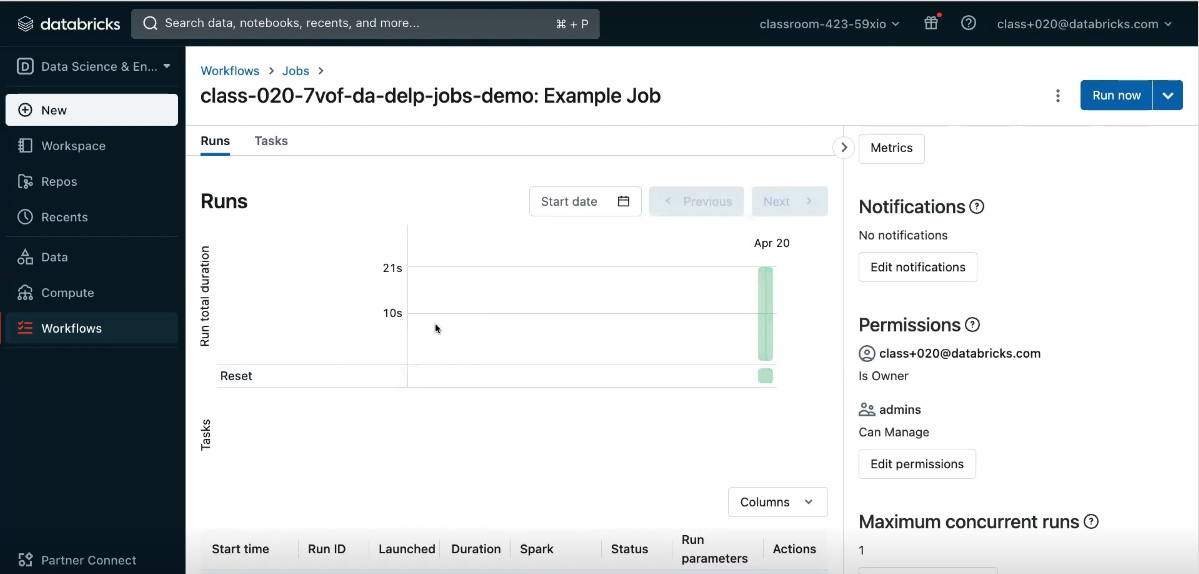 databricks
Search data, notebooks, recents, and more...
⌘ + P
classroom-423-59xio
class+020@databricks.com
D
Data Science & En...
New
Workspace
Repos
Recents
Data
Compute
Workflows
Partner Connect
Workflows > Jobs >
class-020-7vof-da-delp-jobs-demo: Example Job
Run now
Runs
Tasks
Runs
Start date
Previous
Next
Apr 20
21s
10s
Run total duration
Reset
Tasks
Columns
Start time
Run ID
Launched
Duration
Spark
Status
Run
parameters
Actions
Metrics
Notifications
No notifications
Edit notifications
Permissions
class+020@databricks.com
Is Owner
admins
Can Manage
Edit permissions
Maximum concurrent runs
1